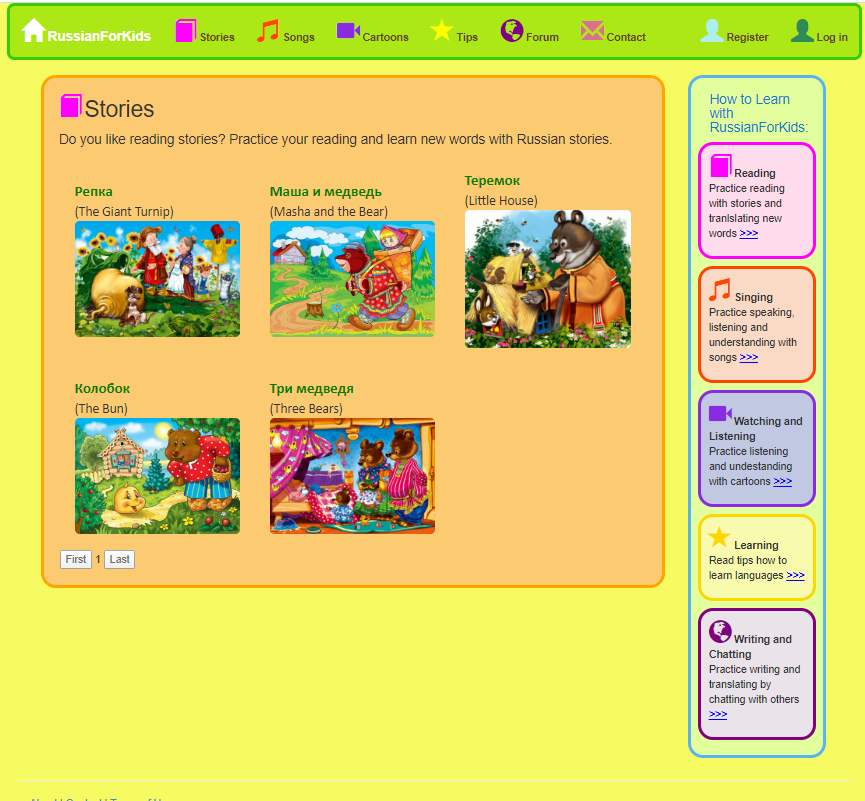 RussianForKids Stories Songs Cartoons Tips Forum Contact Register Log in
Stories
Do you like reading stories? Practice your reading and learn new words with Russian stories.
Репка
(The Giant Turnip)
Маша и медведь
(Masha and the Bear)
Теремок
(Little House)
Колобок
(The Bun)
Три медведя
(Three Bears)
First 1 Last
How to Learn
with
RussianForKids:
Reading
Practice reading
with stories and
tranlslating new
words >>>
Singing
Practice speaking,
listening and
understanding with
songs >>>
Watching and
Listening
Practice listening
and undestanding
with cartoons >>>
Learning
Read tips how to
learn languages >>>
Writing and
Chatting
Practice writing and
translating by
chatting with others
>>>